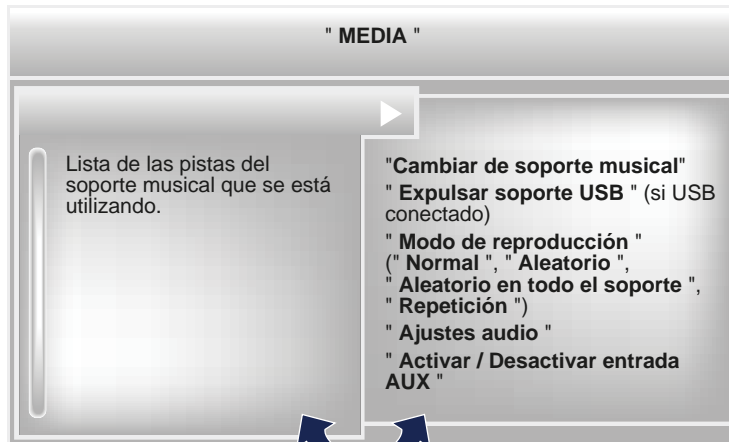 " MEDIA "
Lista de las pistas del
soporte musical que se está
utilizando.
"Cambiar de soporte musical"
" Expulsar soporte USB " (si USB
conectado)
" Modo de reproducción "
(" Normal ", " Aleatorio ",
" Aleatorio en todo el soporte ",
" Repetición ")
" Ajustes audio "
" Activar / Desactivar entrada
AUX "